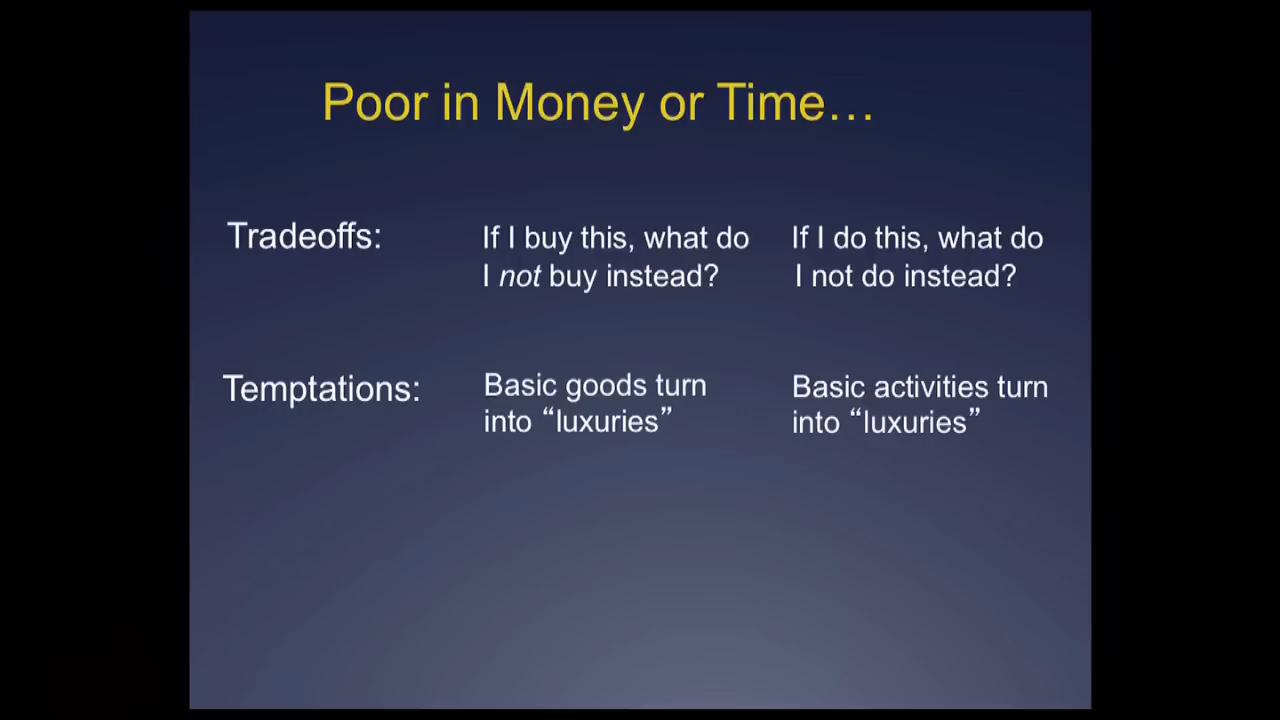 Poor in Money or Time…
Tradeoffs:
If I buy this, what do
I not buy instead?
If I do this, what do
I not do instead?
Temptations:
Basic goods turn
into “luxuries”
Basic activities turn
into “luxuries”